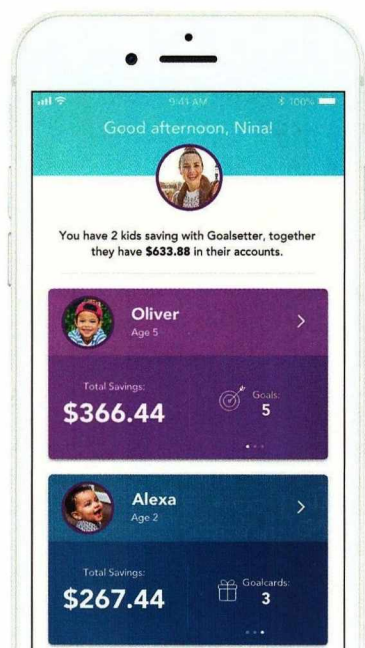 9:41 AM
100%
Good afternoon, Nina!
You have 2 kids saving with Goalsetter, together
they have $633.88 in their accounts.
Oliver
Age 5
Total Savings:
$366.44
Goals:
5
Alexa
Age 2
Total Savings:
$267.44
Goalcards:
3